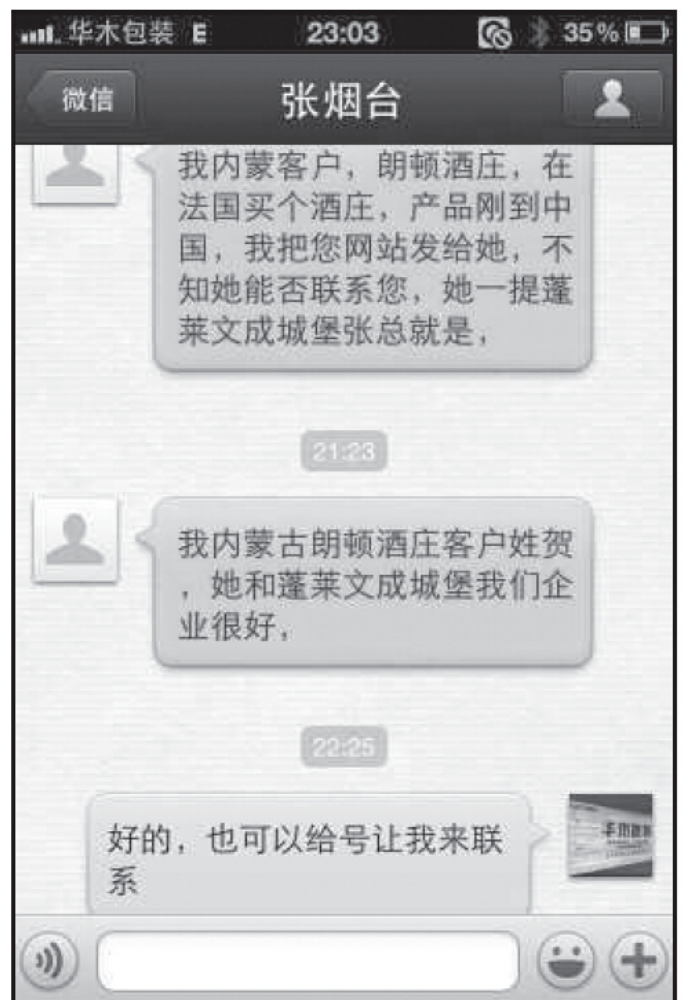 华木包装 E 23:03 35%
微信 张烟台
我内蒙客户，朗顿酒庄，在
法国买个酒庄，产品刚到中
国，我把您网站发给她，不
知她能否联系您，她一提蓬
莱文成城堡张总就是，
21:23
我内蒙古朗顿酒庄客户姓贺
，她和蓬莱文成城堡我们企
业很好，
22:25
好的，也可以给号让我来联
系